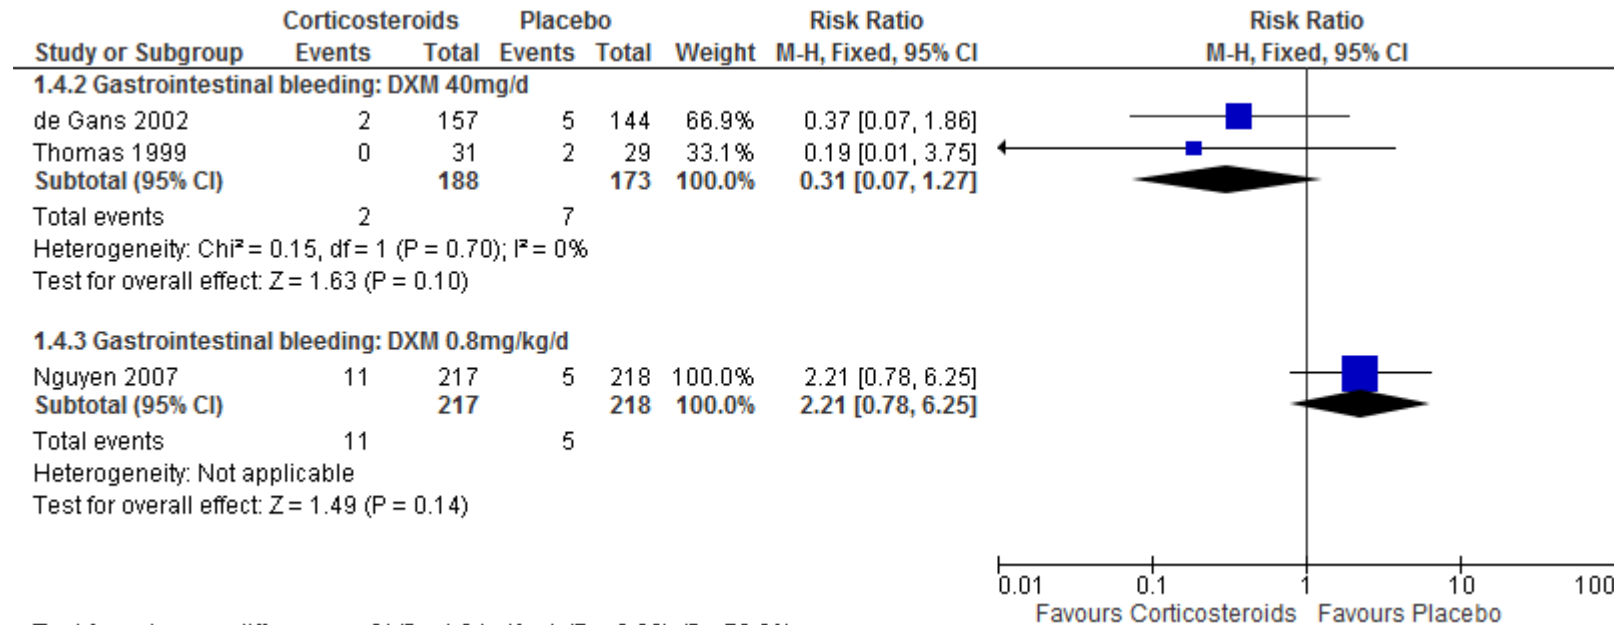 Corticosteroids Placebo Risk Ratio Risk Ratio
Study or Subgroup Events Total Events Total Weight M-H, Fixed, 95% CI M-H, Fixed, 95% CI
1.4.2 Gastrointestinal bleeding: DXM 40mg/d
de Gans 2002 2 157 5 144 66.9% 0.37 [0.07, 1.86]
Thomas 1999 0 31 2 29 33.1% 0.19 [0.01, 3.75]
Subtotal (95% CI) 188 173 100.0% 0.31 [0.07, 1.27]
Total events 2 7
Heterogeneity: Chi² = 0.15, df = 1 (P = 0.70); I² = 0%
Test for overall effect: Z = 1.63 (P = 0.10)
1.4.3 Gastrointestinal bleeding: DXM 0.8mg/kg/d
Nguyen 2007 11 217 5 218 100.0% 2.21 [0.78, 6.25]
Subtotal (95% CI) 217 218 100.0% 2.21 [0.78, 6.25]
Total events 11 5
Heterogeneity: Not applicable
Test for overall effect: Z = 1.49 (P = 0.14)
0.01 0.1 1 10 100
Favours Corticosteroids Favours Placebo